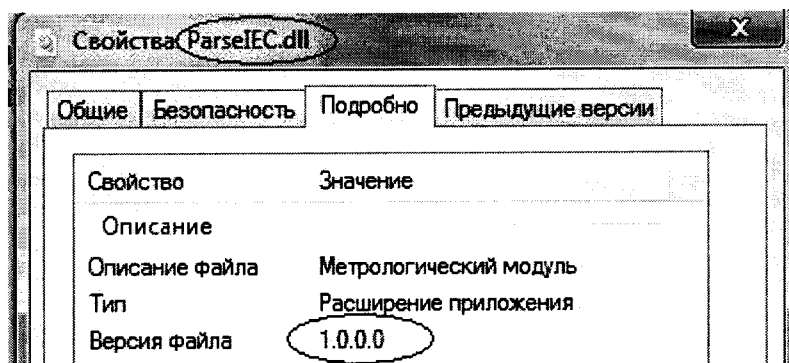 Свойства: ParseIEC.dll
X
Общие Безопасность Подробно Предыдущие версии
Свойство Значение
Описание
Описание файла Метрологический модуль
Тип Расширение приложения
Версия файла 1.0.0.0